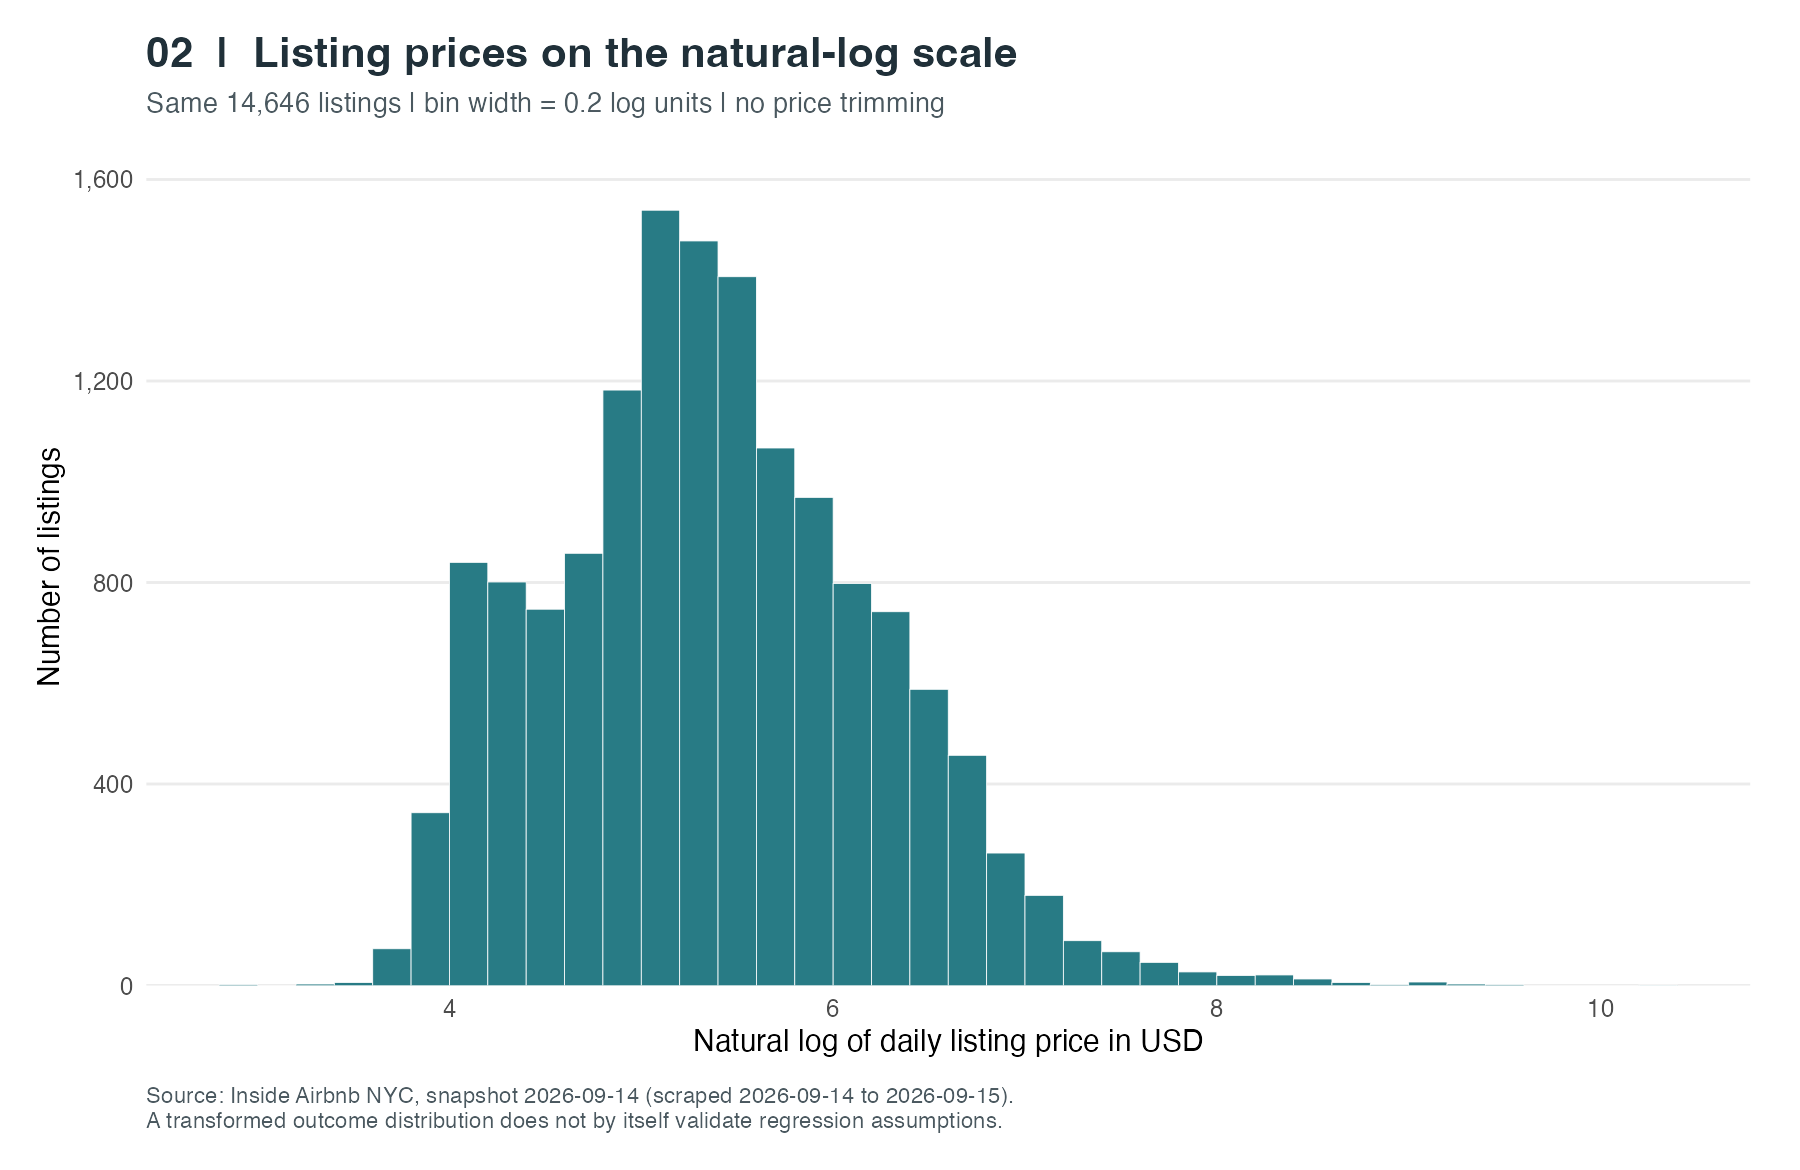 02 | Listing prices on the natural-log scale
Same 14,646 listings | bin width = 0.2 log units | no price trimming
1,600
1,200
800
400
0
Number of listings
4 6 8 10
Natural log of daily listing price in USD
Source: Inside Airbnb NYC, snapshot 2026-09-14 (scraped 2026-09-14 to 2026-09-15).
A transformed outcome distribution does not by itself validate regression assumptions.